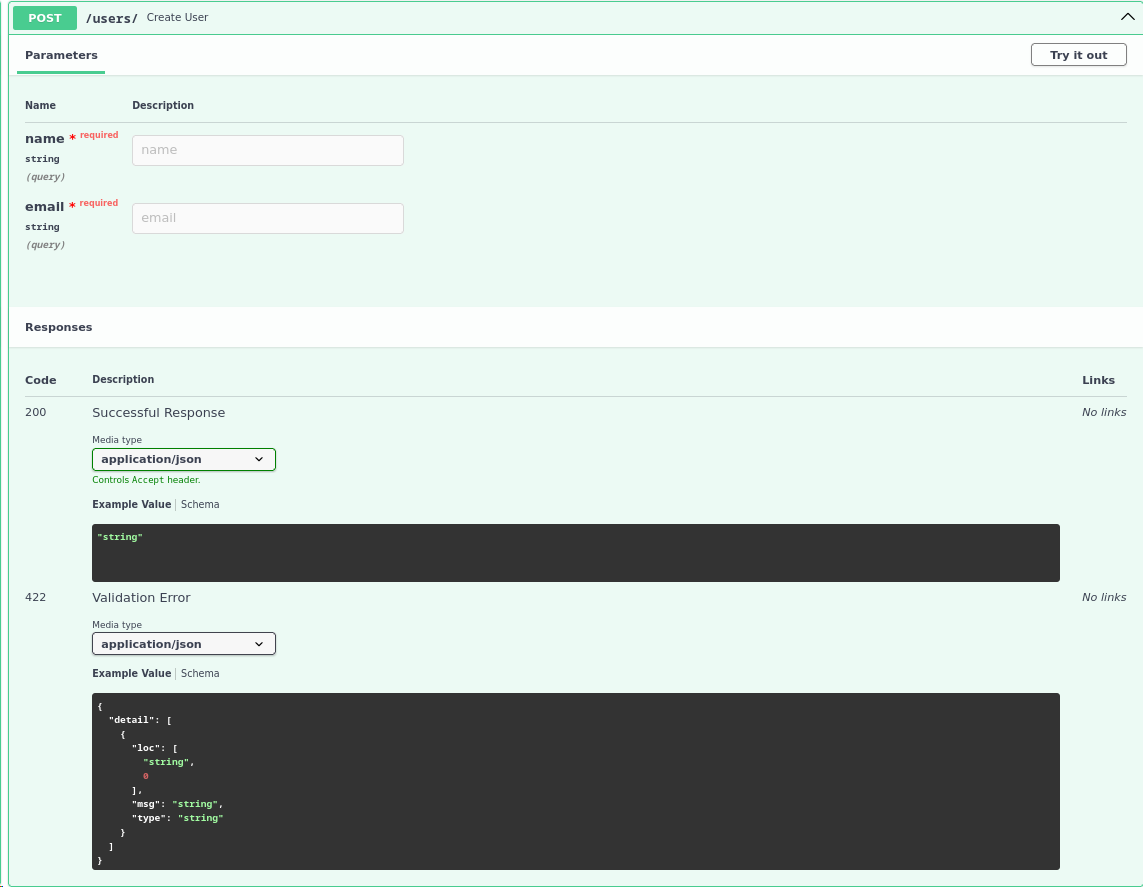 POST /users/ Create User
Parameters
Try it out
Name Description
name * required
string
(query)
name
email * required
string
(query)
email
Responses
Code Description Links
200 Successful Response No links
Media type
application/json
Controls Accept header.
Example Value Schema
"string"
422 Validation Error No links
Media type
application/json
Example Value Schema
{
  "detail": [
    {
      "loc": [
        "string",
        0
      ],
      "msg": "string",
      "type": "string"
    }
  ]
}